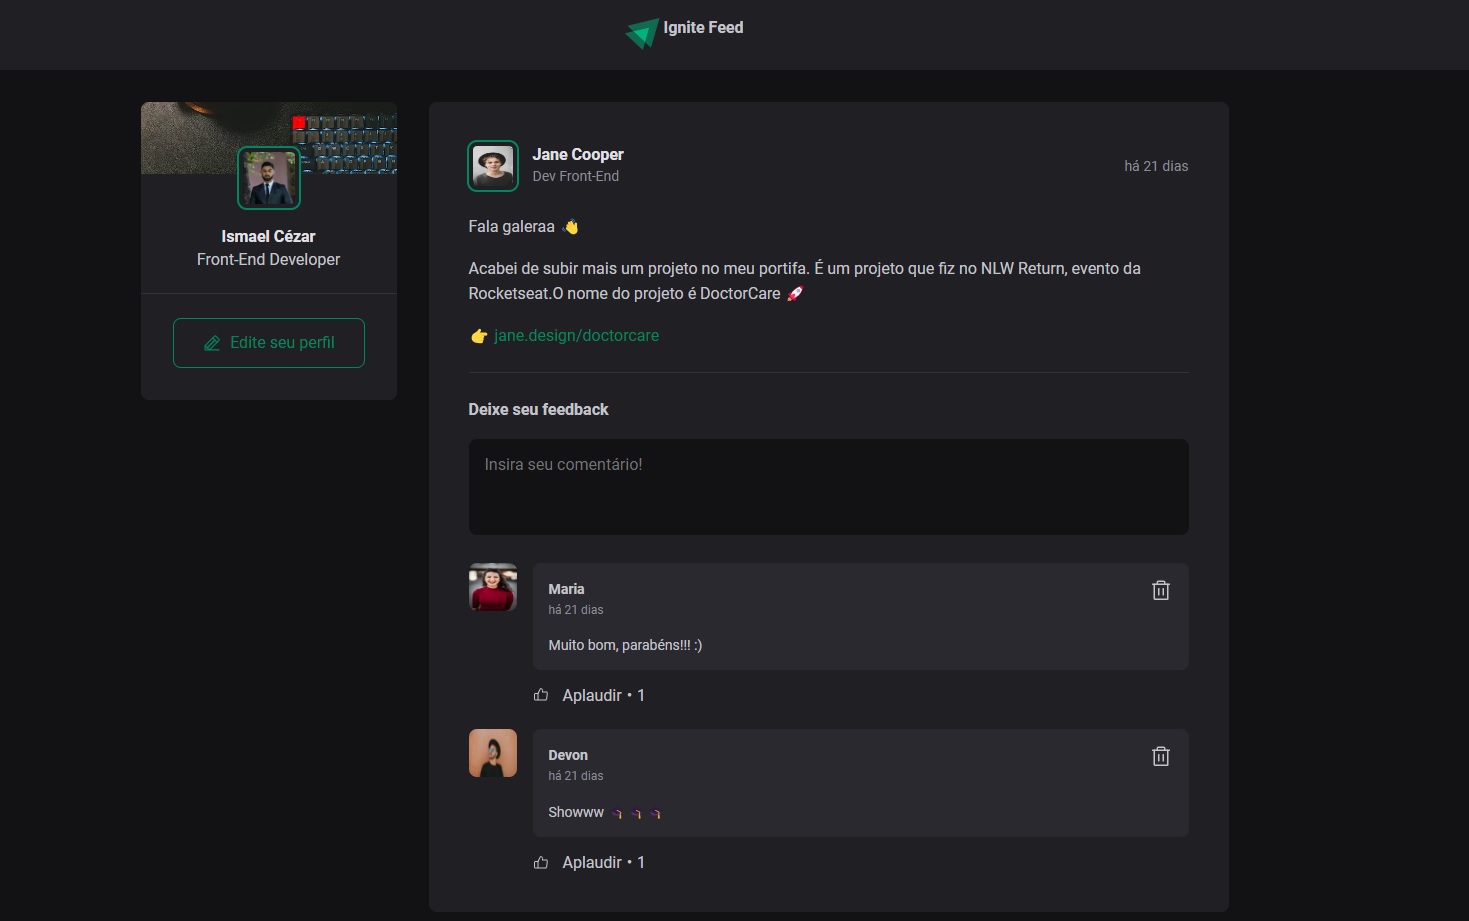 Ignite Feed
Ismael Cézar
Front-End Developer
Edite seu perfil
Jane Cooper
Dev Front-End
há 21 dias
Fala galeraa 👋
Acabei de subir mais um projeto no meu portifa. É um projeto que fiz no NLW Return, evento da
Rocketseat.O nome do projeto é DoctorCare 🚀
👉 jane.design/doctorcare
Deixe seu feedback
Insira seu comentário!
Maria
há 21 dias
Muito bom, parabéns!!! :)
Aplaudir • 1
Devon
há 21 dias
Showww
Aplaudir • 1